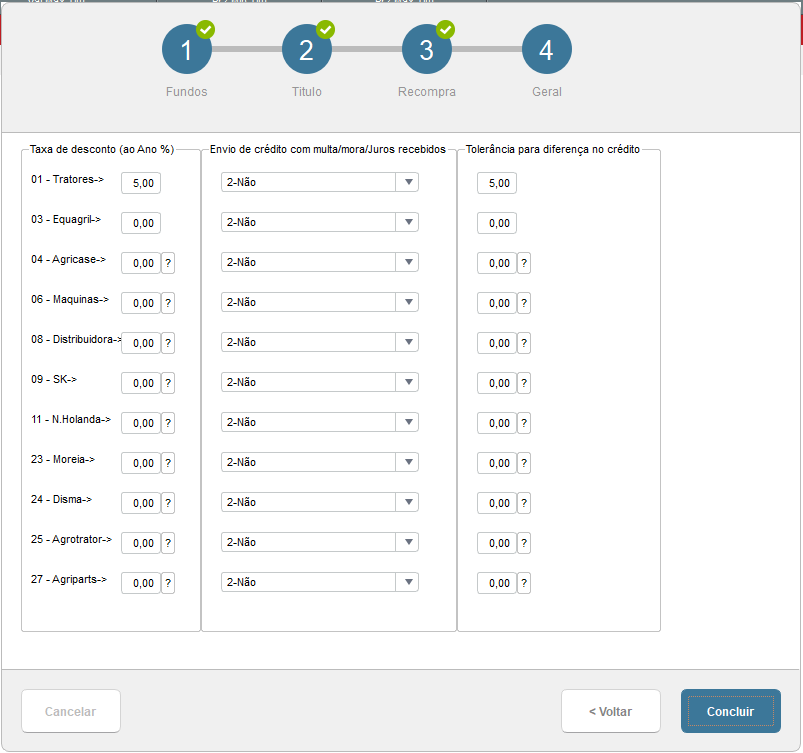 1 2 3 4
Fundos Titulo Recompra Geral
Taxa de desconto (ao Ano %) Envio de crédito com multa/mora/Juros recebidos Tolerância para diferença no crédito
01 - Tratores-> 5,00 2-Não 5,00
03 - Equagril-> 0,00 2-Não 0,00
04 - Agricase-> 0,00 ? 2-Não 0,00 ?
06 - Maquinas-> 0,00 ? 2-Não 0,00 ?
08 - Distribuidora-> 0,00 ? 2-Não 0,00 ?
09 - SK-> 0,00 ? 2-Não 0,00 ?
11 - N.Holanda-> 0,00 ? 2-Não 0,00 ?
23 - Moreia-> 0,00 ? 2-Não 0,00 ?
24 - Disma-> 0,00 ? 2-Não 0,00 ?
25 - Agrotrator-> 0,00 ? 2-Não 0,00 ?
27 - Agriparts-> 0,00 ? 2-Não 0,00 ?
Cancelar < Voltar Concluir